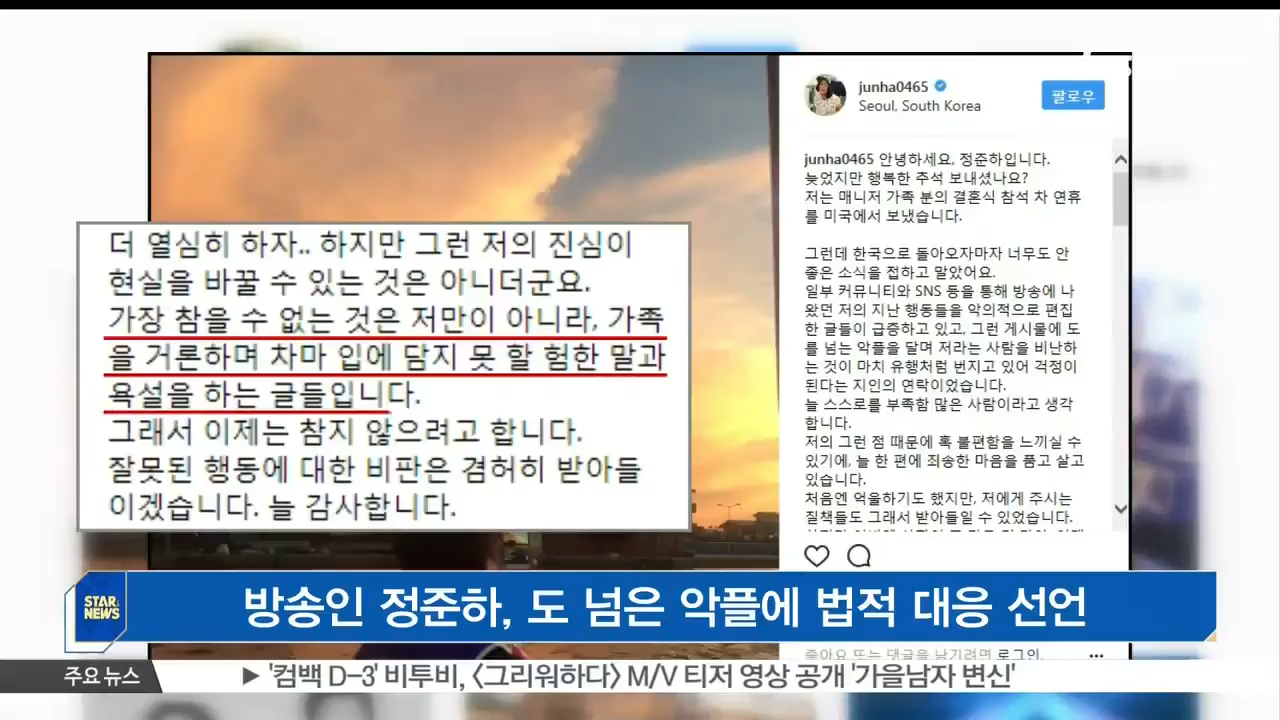 junha0465
Seoul, South Korea
팔로우
junha0465 안녕하세요, 정준하입니다.
늦었지만 행복한 추석 보내셨나요?
저는 매니저 가족 분의 결혼식 참석 차 연휴
를 미국에서 보냈습니다.
그런데 한국으로 돌아오자마자 너무도 안
좋은 소식을 접하고 말았어요.
일부 커뮤니티와 SNS 등을 통해 방송에 나
왔던 저의 지난 행동들을 악의적으로 편집
한 글들이 급증하고 있고, 그런 게시물에 도
를 넘는 악플을 달며 저라는 사람을 비난하
는 것이 마치 유행처럼 번지고 있어 걱정이
된다는 지인의 연락이었습니다.
늘 스스로를 부족함 많은 사람이라고 생각
합니다.
저의 그런 점 때문에 혹 불편함을 느끼실 수
있기에, 늘 한 편에 죄송한 마음을 품고 살고
있습니다.
처음엔 억울하기도 했지만, 저에게 주시는
질책들도 그래서 받아들일 수 있었습니다.
더 열심히 하자.. 하지만 그런 저의 진심이
현실을 바꿀 수 있는 것은 아니더군요.
가장 참을 수 없는 것은 저만이 아니라, 가족
을 거론하며 차마 입에 담지 못 할 험한 말과
욕설을 하는 글들입니다.
그래서 이제는 참지 않으려고 합니다.
잘못된 행동에 대한 비판은 겸허히 받아들
이겠습니다. 늘 감사합니다.
STAR NEWS
방송인 정준하, 도 넘은 악플에 법적 대응 선언
좋아요 또는 댓글을 남기려면 로그인.
주요뉴스
▶ '컴백 D-3' 비투비, <그리워하다> M/V 티저 영상 공개 '가을남자 변신'